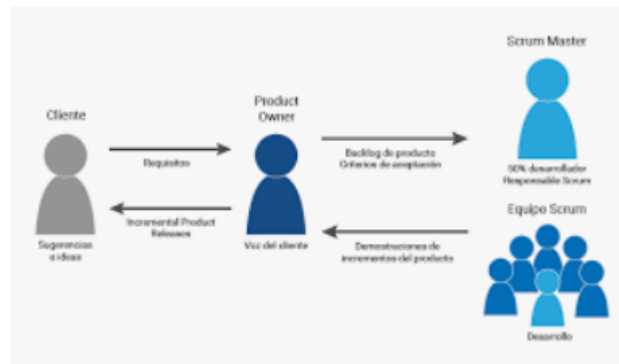 Scrum Master
Product
Owner
Cliente
Requisitos
Backlog de producto
Criterios de aceptación
50% desarrollador
Responsable Scrum
Equipo Scrum
Incremental Product
Releases
Sugerencias
e ideas
Voz del cliente
Demostraciones de
incrementos del producto
Desarrollo